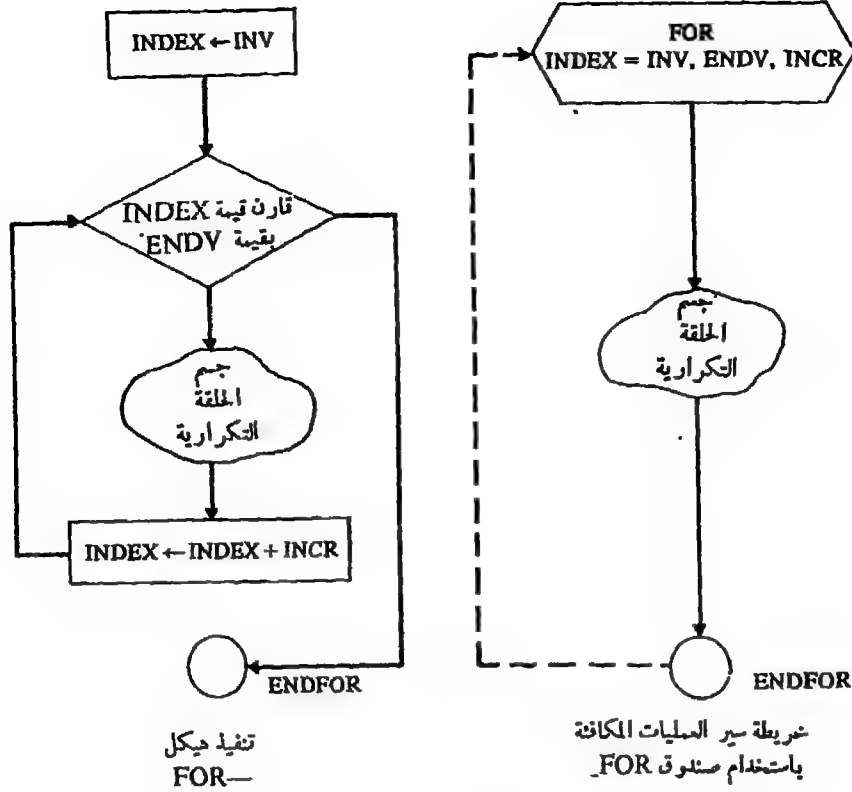 INDEX ← INV
قارن قيمة INDEX
بقيمة ENDV
جسم
الحلقة
التكرارية
INDEX ← INDEX + INCR
ENDFOR
تنفيذ هيكل
FOR—
FOR
INDEX = INV, ENDV, INCR
جسم
الحلقة
التكرارية
ENDFOR
خريطة سير العمليات المكافئة
باستخدام صندوق FOR